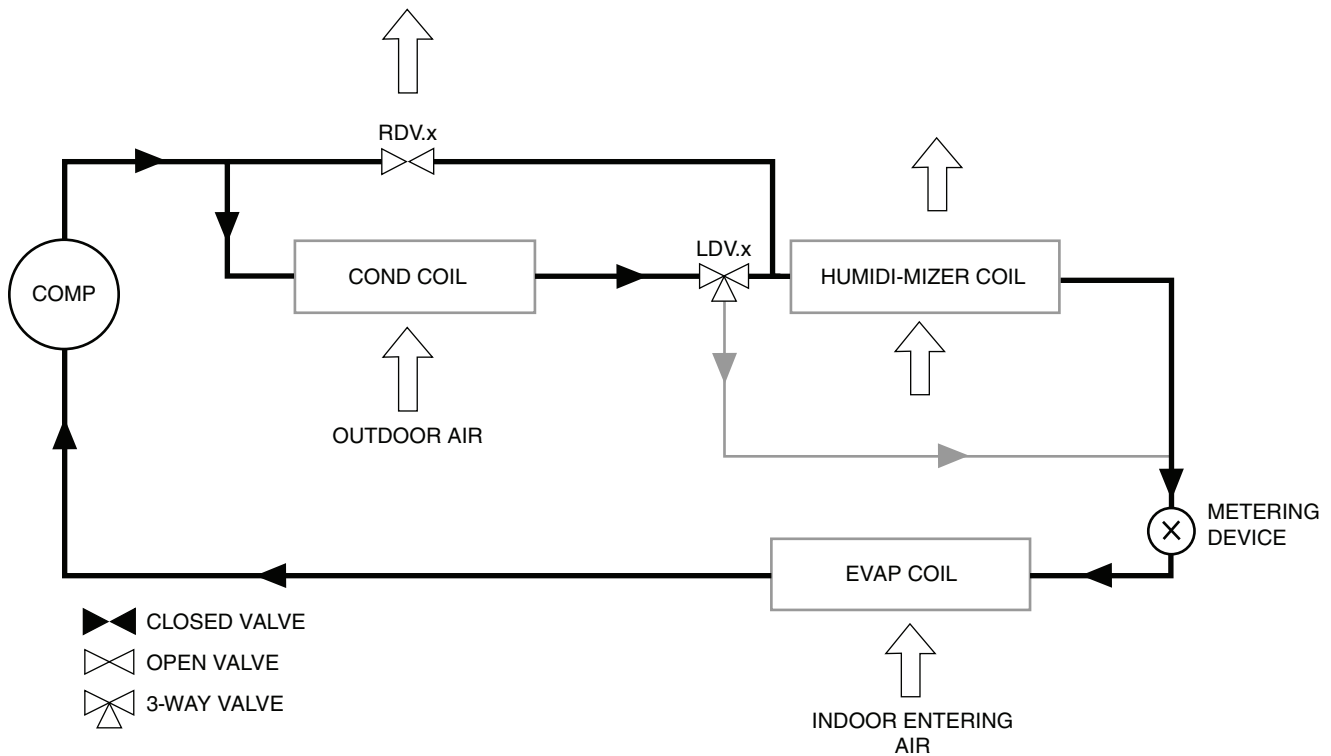 RDV.x
LDV.x
COMP
COND COIL
HUMIDI-MIZER COIL
OUTDOOR AIR
METERING
DEVICE
EVAP COIL
CLOSED VALVE
OPEN VALVE
3-WAY VALVE
INDOOR ENTERING
AIR